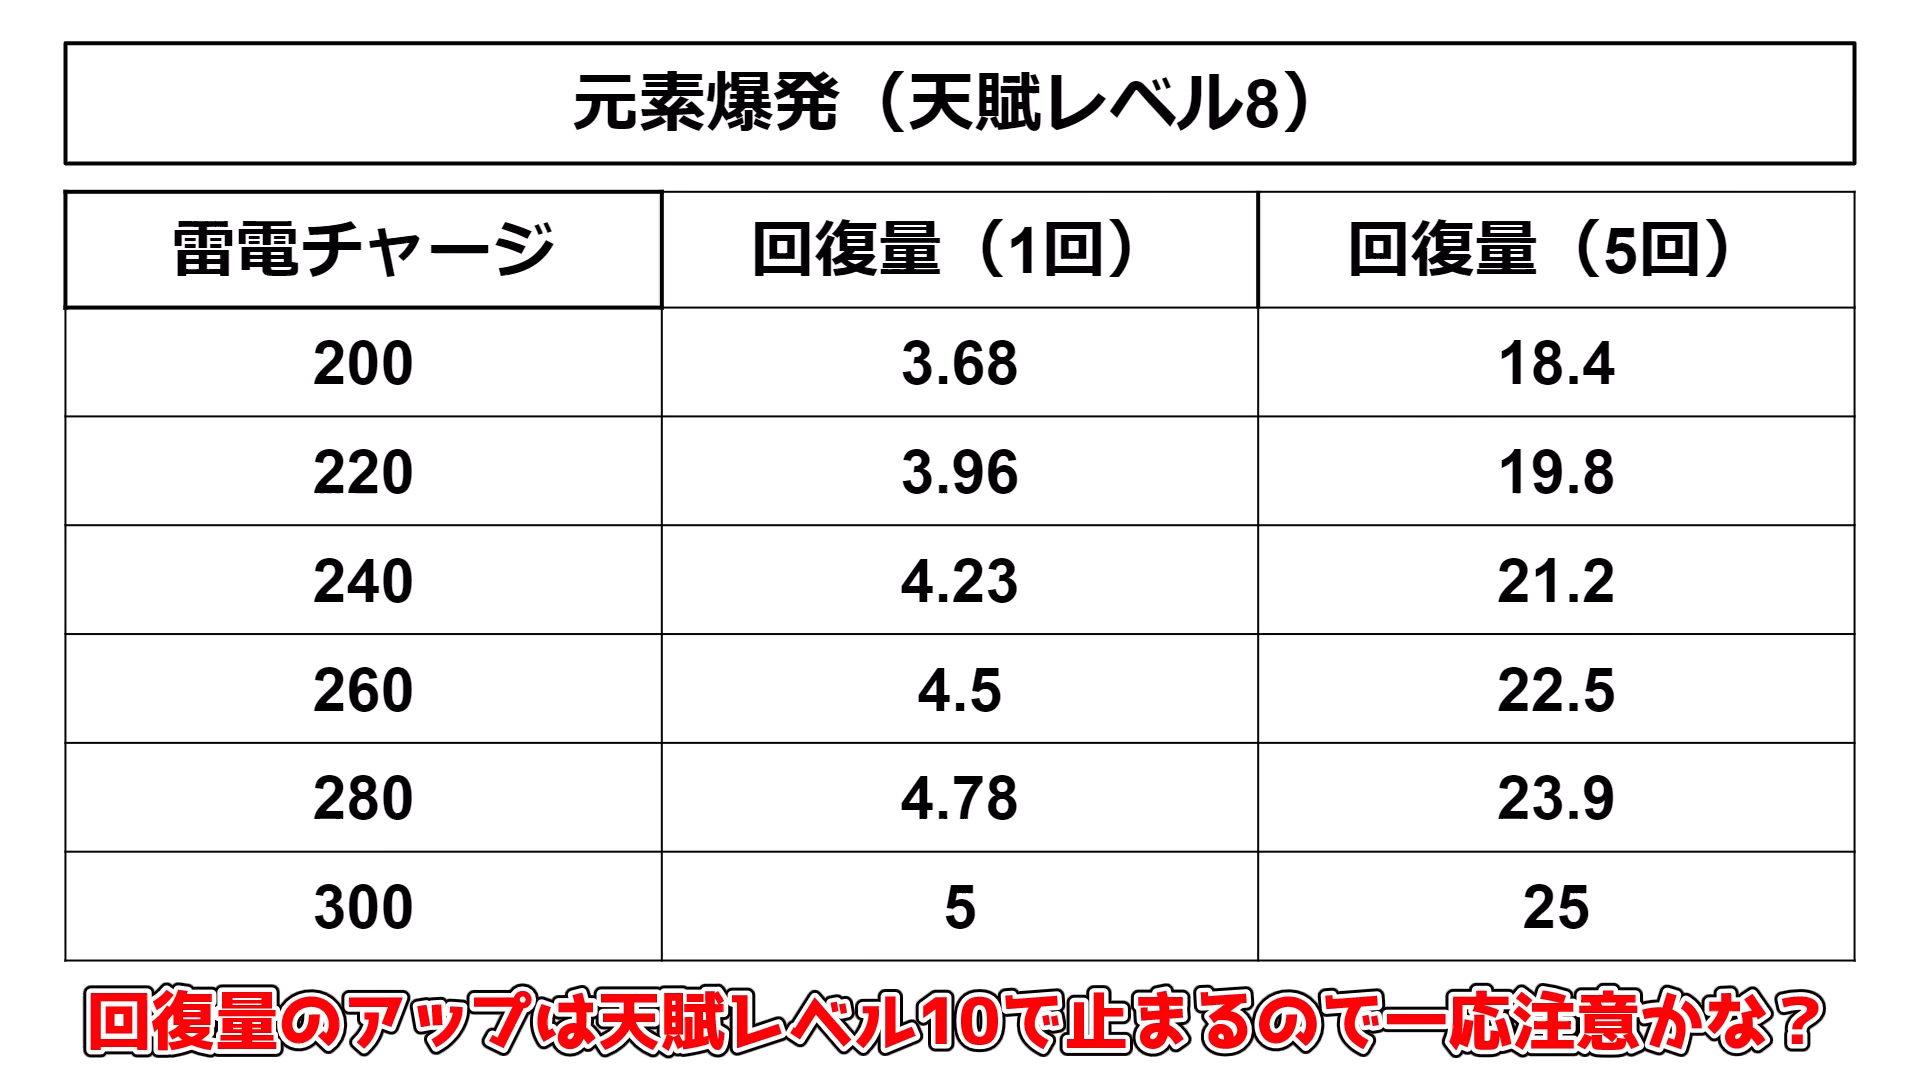 元素爆発（天賦レベル8）
雷電チャージ 回復量（1回） 回復量（5回）
200 3.68 18.4
220 3.96 19.8
240 4.23 21.2
260 4.5 22.5
280 4.78 23.9
300 5 25
回復量のアップは天賦レベル10で止まるので一応注意かな？